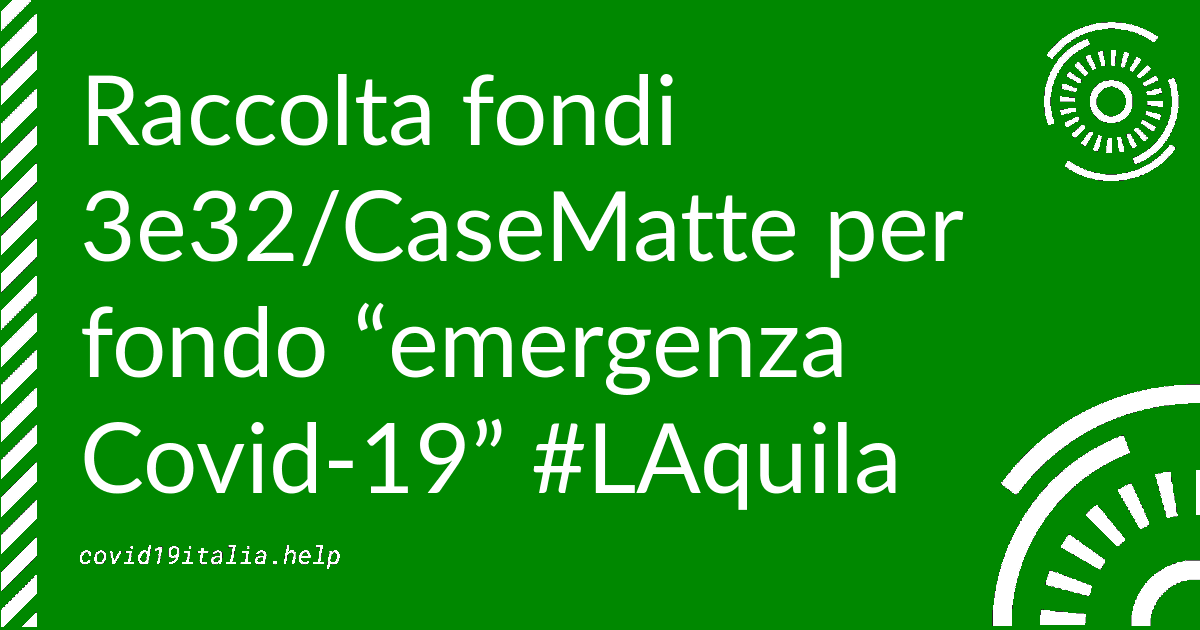 Raccolta fondi
3e32/CaseMatte per
fondo “emergenza
Covid-19” #LAquila
covid19italia.help